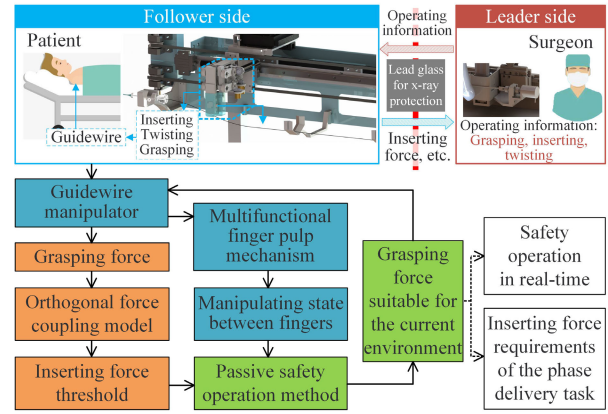 Follower side
Operating
information
Leader side
Patient
Surgeon
Lead glass
for x-ray
protection
Inserting
Twisting
Grasping
Guidewire
Inserting
force, etc.
Operating information:
Grasping, inserting,
twisting
Guidewire
manipulator
Multifunctional
finger pulp
mechanism
Grasping force
Orthogonal force
coupling model
Manipulating state
between fingers
Inserting force
threshold
Passive safety
operation method
Grasping
force
suitable for
the current
environment
Safety
operation
in real-time
Inserting force
requirements
of the phase
delivery task